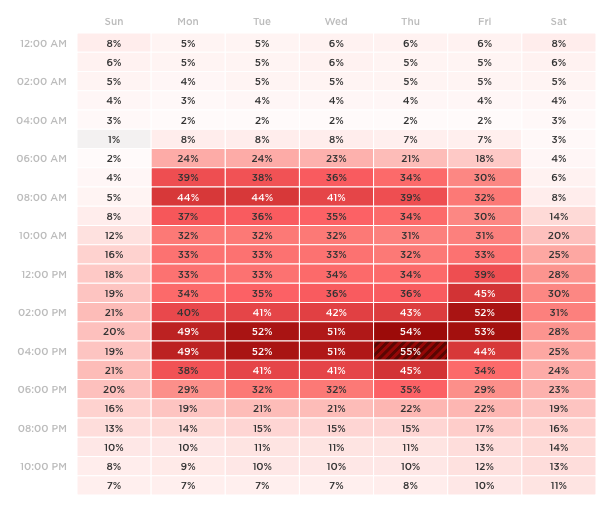 Sun Mon Tue Wed Thu Fri Sat
12:00 AM 8% 5% 5% 6% 6% 6% 8%
6% 5% 5% 6% 5% 5% 6%
02:00 AM 5% 4% 5% 5% 5% 5% 5%
4% 3% 4% 4% 4% 4% 4%
04:00 AM 3% 2% 2% 2% 2% 2% 3%
1% 8% 8% 8% 7% 7% 3%
06:00 AM 2% 24% 24% 23% 21% 18% 4%
4% 39% 38% 36% 34% 30% 6%
08:00 AM 5% 44% 44% 41% 39% 32% 8%
8% 37% 36% 35% 34% 30% 14%
10:00 AM 12% 32% 32% 32% 31% 31% 20%
16% 33% 33% 33% 32% 33% 25%
12:00 PM 18% 33% 33% 34% 34% 39% 28%
19% 34% 35% 36% 36% 45% 30%
02:00 PM 21% 40% 41% 42% 43% 52% 31%
20% 49% 52% 51% 54% 53% 28%
04:00 PM 19% 49% 52% 51% 55% 44% 25%
21% 38% 41% 41% 45% 34% 24%
06:00 PM 20% 29% 32% 32% 35% 29% 23%
16% 19% 21% 21% 22% 22% 19%
08:00 PM 13% 14% 15% 15% 15% 17% 16%
10% 10% 11% 11% 11% 13% 14%
10:00 PM 8% 9% 10% 10% 10% 12% 13%
7% 7% 7% 7% 8% 10% 11%